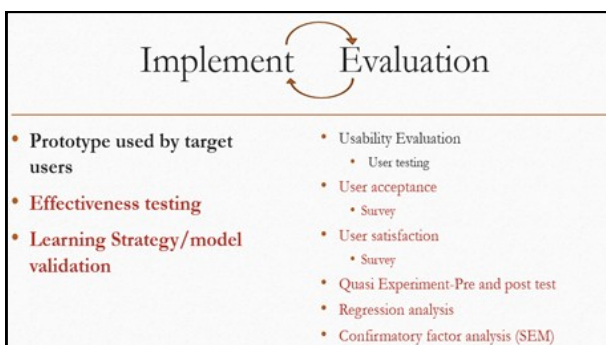 Implement Evaluation
• Prototype used by target
users
• Effectiveness testing
• Learning Strategy/model
validation
• Usability Evaluation
• User testing
• User acceptance
• Survey
• User satisfaction
• Survey
• Quasi Experiment-Pre and post test
• Regression analysis
• Confirmatory factor analysis (SEM)